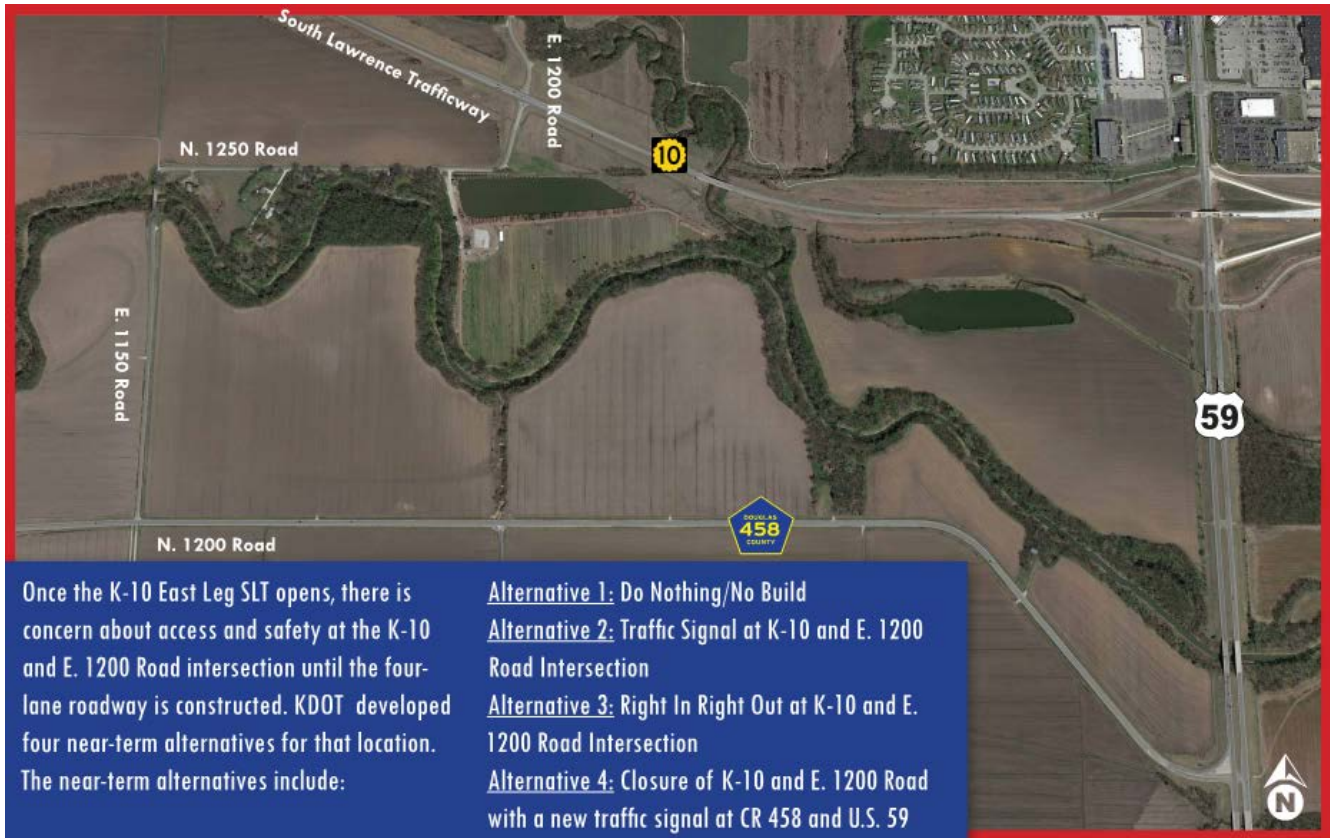 South Lawrence Trafficway
E. 1200 Road
10
N. 1250 Road
E. 1150 Road
59
DOUGLAS
458
COUNTY
N. 1200 Road
Once the K-10 East Leg SLT opens, there is
concern about access and safety at the K-10
and E. 1200 Road intersection until the four-
lane roadway is constructed. KDOT developed
four near-term alternatives for that location.
The near-term alternatives include:
Alternative 1: Do Nothing/No Build
Alternative 2: Traffic Signal at K-10 and E. 1200
Road Intersection
Alternative 3: Right In Right Out at K-10 and E.
1200 Road Intersection
Alternative 4: Closure of K-10 and E. 1200 Road
with a new traffic signal at CR 458 and U.S. 59
N